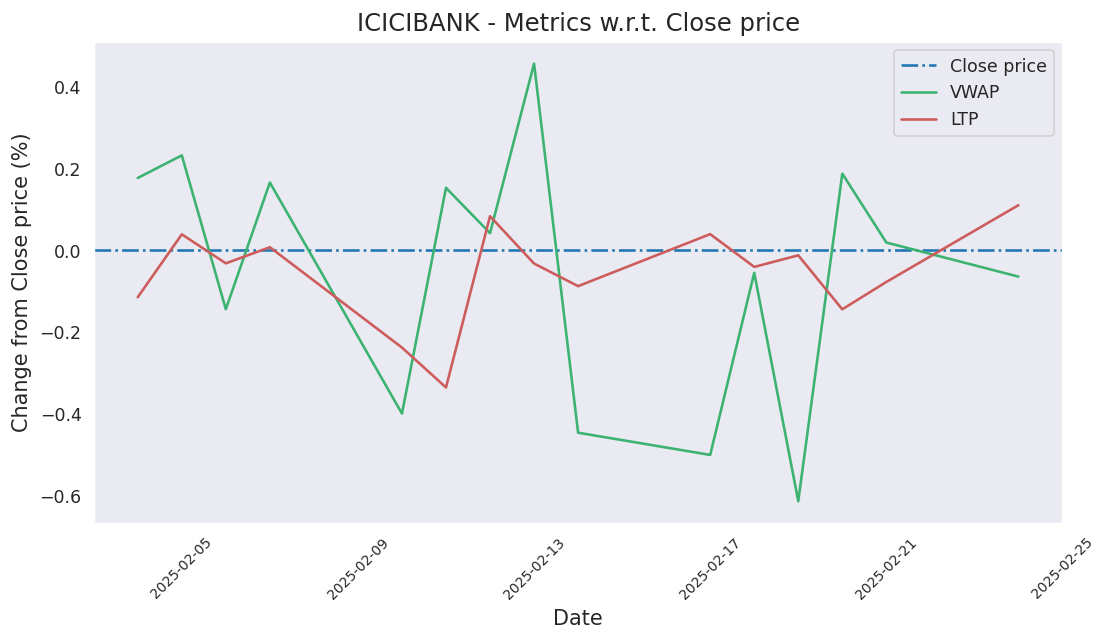 ICICIBANK - Metrics w.r.t. Close price
Close price
VWAP
LTP
Change from Close price (%)
0.4
0.2
0.0
−0.2
−0.4
−0.6
2025-02-05
2025-02-09
2025-02-13
2025-02-17
2025-02-21
2025-02-25
Date